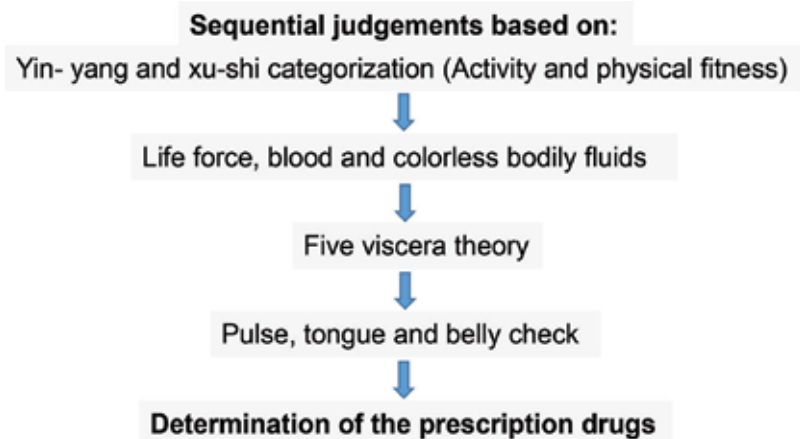 Sequential judgements based on:
Yin- yang and xu-shi categorization (Activity and physical fitness)
Life force, blood and colorless bodily fluids
Five viscera theory
Pulse, tongue and belly check
Determination of the prescription drugs